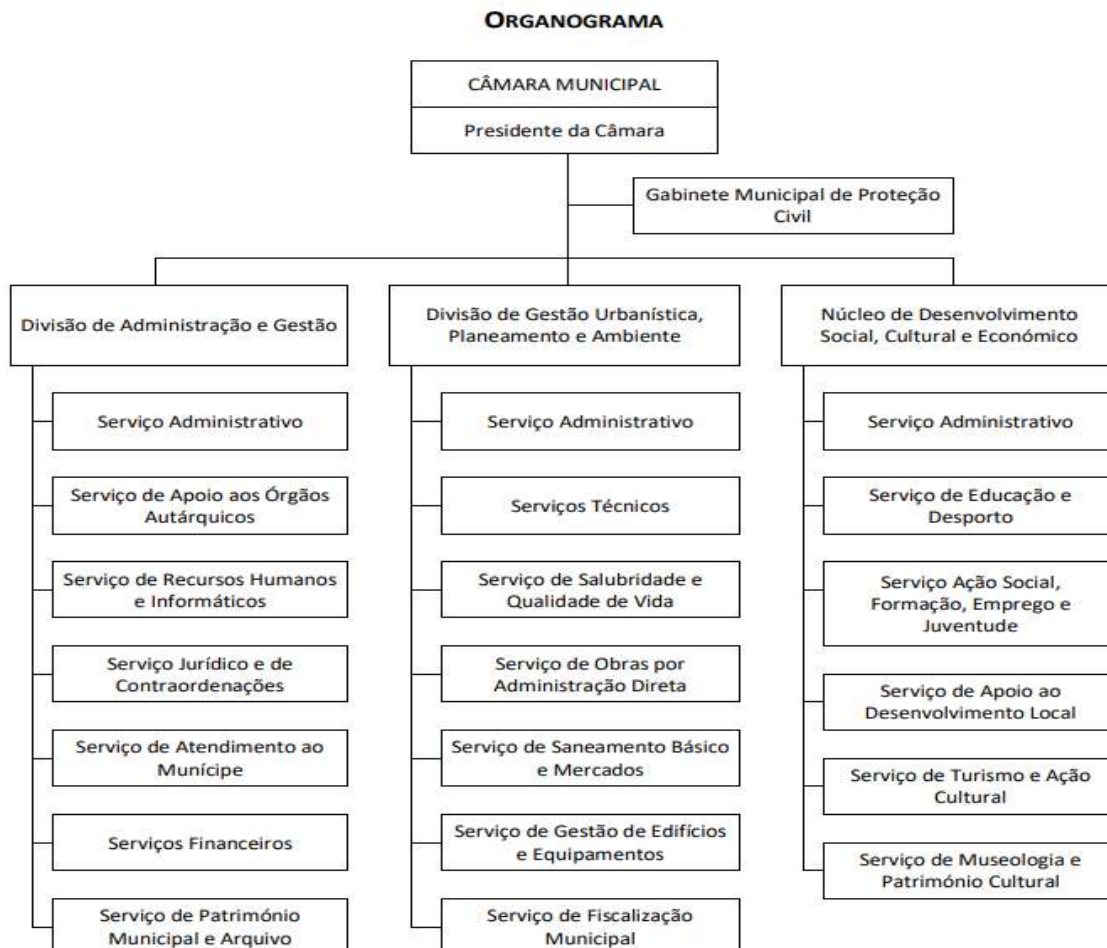 ORGANOGRAMA
CÂMARA MUNICIPAL
Presidente da Câmara
Gabinete Municipal de Proteção
Civil
Divisão de Administração e Gestão
Serviço Administrativo
Serviço de Apoio aos Órgãos
Autárquicos
Serviço de Recursos Humanos
e Informáticos
Serviço Jurídico e de
Contraordenações
Serviço de Atendimento ao
Munícipe
Serviços Financeiros
Serviço de Património
Municipal e Arquivo
Divisão de Gestão Urbanística,
Planeamento e Ambiente
Serviço Administrativo
Serviços Técnicos
Serviço de Salubridade e
Qualidade de Vida
Serviço de Obras por
Administração Direta
Serviço de Saneamento Básico
e Mercados
Serviço de Gestão de Edifícios
e Equipamentos
Serviço de Fiscalização
Municipal
Núcleo de Desenvolvimento
Social, Cultural e Económico
Serviço Administrativo
Serviço de Educação e
Desporto
Serviço Ação Social,
Formação, Emprego e
Juventude
Serviço de Apoio ao
Desenvolvimento Local
Serviço de Turismo e Ação
Cultural
Serviço de Museologia e
Património Cultural